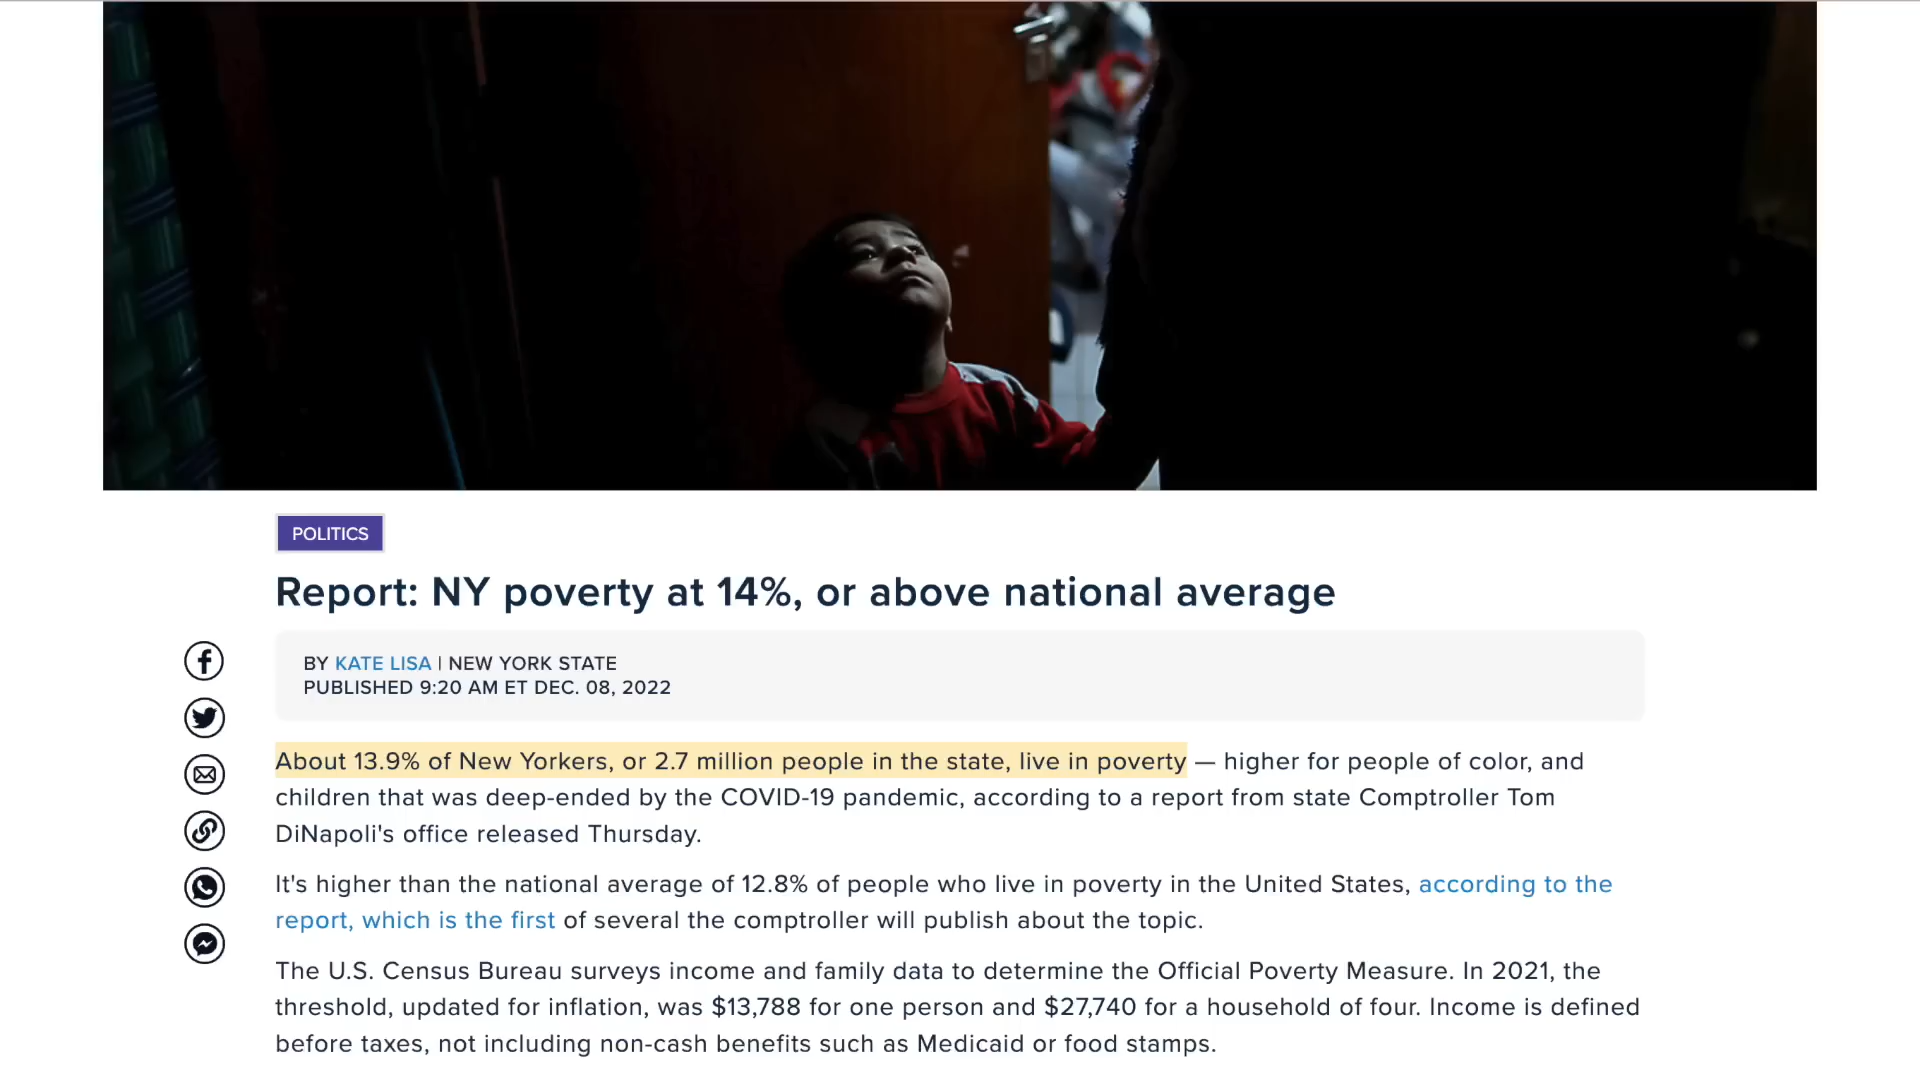 POLITICS
Report: NY poverty at 14%, or above national average
BY KATE LISA | NEW YORK STATE
PUBLISHED 9:20 AM ET DEC. 08, 2022
About 13.9% of New Yorkers, or 2.7 million people in the state, live in poverty — higher for people of color, and
children that was deep-ended by the COVID-19 pandemic, according to a report from state Comptroller Tom
DiNapoli's office released Thursday.
It's higher than the national average of 12.8% of people who live in poverty in the United States, according to the
report, which is the first of several the comptroller will publish about the topic.
The U.S. Census Bureau surveys income and family data to determine the Official Poverty Measure. In 2021, the
threshold, updated for inflation, was $13,788 for one person and $27,740 for a household of four. Income is defined
before taxes, not including non-cash benefits such as Medicaid or food stamps.